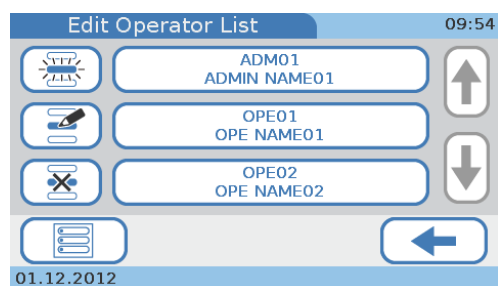 Edit Operator List
09:54
ADM01
ADMIN NAME01
OPE01
OPE NAME01
OPE02
OPE NAME02
01.12.2012